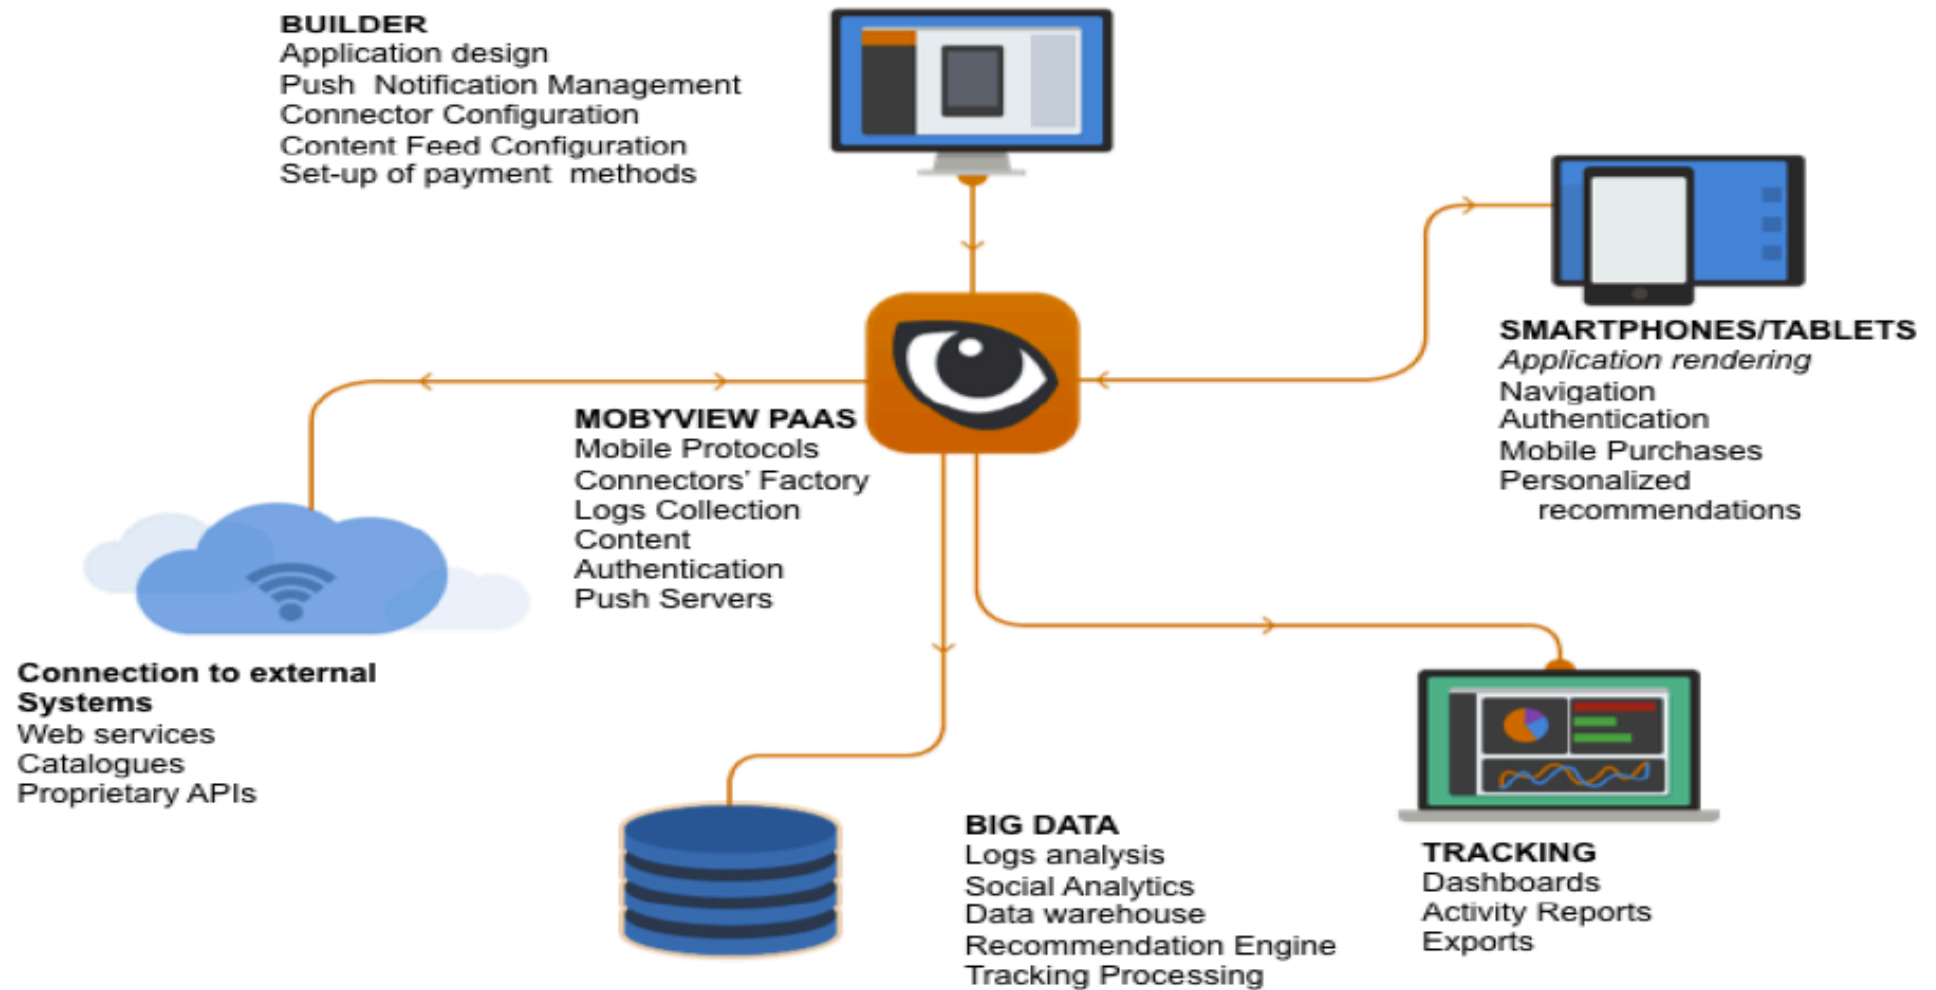 BUILDER
Application design
Push Notification Management
Connector Configuration
Content Feed Configuration
Set-up of payment methods
SMARTPHONES/TABLETS
Application rendering
Navigation
Authentication
Mobile Purchases
Personalized
recommendations
MOBYVIEW PAAS
Mobile Protocols
Connectors’ Factory
Logs Collection
Content
Authentication
Push Servers
Connection to external
Systems
Web services
Catalogues
Proprietary APIs
BIG DATA
Logs analysis
Social Analytics
Data warehouse
Recommendation Engine
Tracking Processing
TRACKING
Dashboards
Activity Reports
Exports